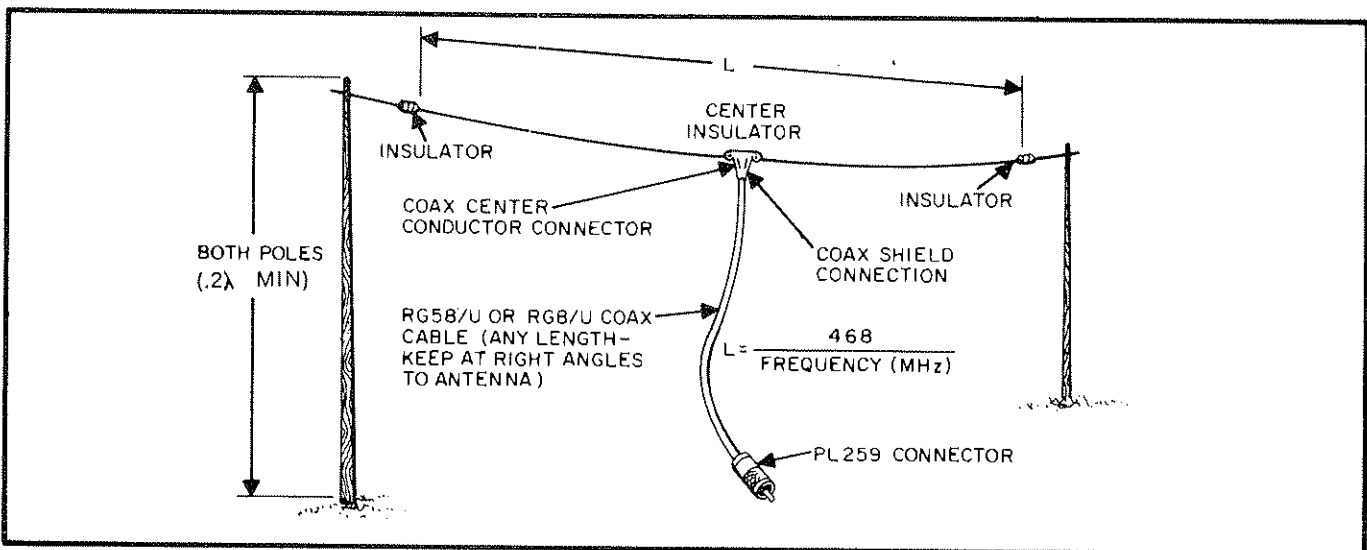 L
CENTER
INSULATOR
INSULATOR
INSULATOR
COAX CENTER
CONDUCTOR CONNECTOR
BOTH POLES
(.2λ MIN)
COAX SHIELD
CONNECTION
RG58/U OR RG8/U COAX
CABLE (ANY LENGTH-
KEEP AT RIGHT ANGLES
TO ANTENNA)
L= 468
FREQUENCY (MHz)
PL259 CONNECTOR